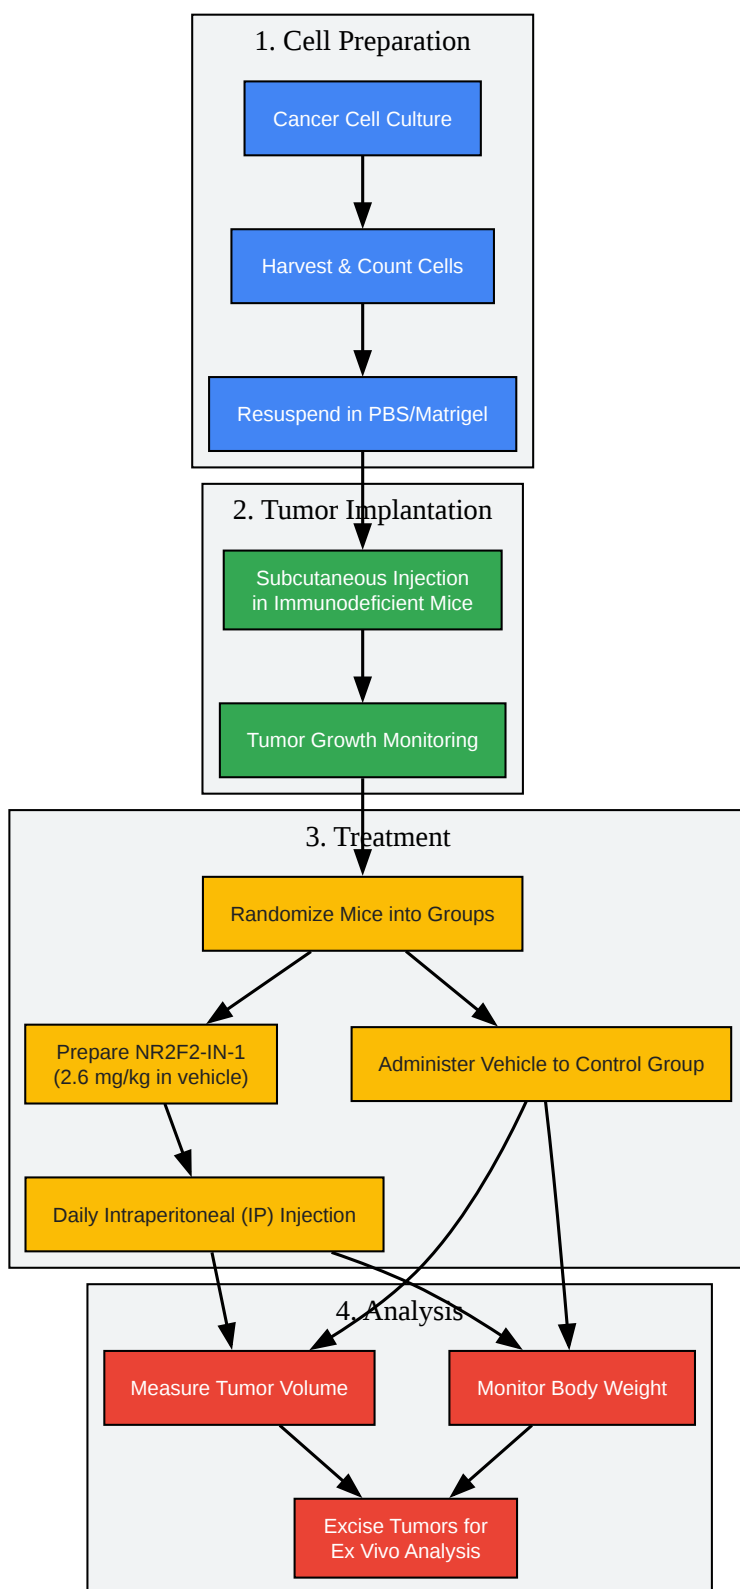 1. Cell Preparation
Cancer Cell Culture
Harvest & Count Cells
Resuspend in PBS/Matrigel
2. Tumor Implantation
Subcutaneous Injection
in Immunodeficient Mice
Tumor Growth Monitoring
3. Treatment
Randomize Mice into Groups
Prepare NR2F2-IN-1
(2.6 mg/kg in vehicle)
Administer Vehicle to Control Group
Daily Intraperitoneal (IP) Injection
4. Analysis
Measure Tumor Volume
Monitor Body Weight
Excise Tumors for
Ex Vivo Analysis